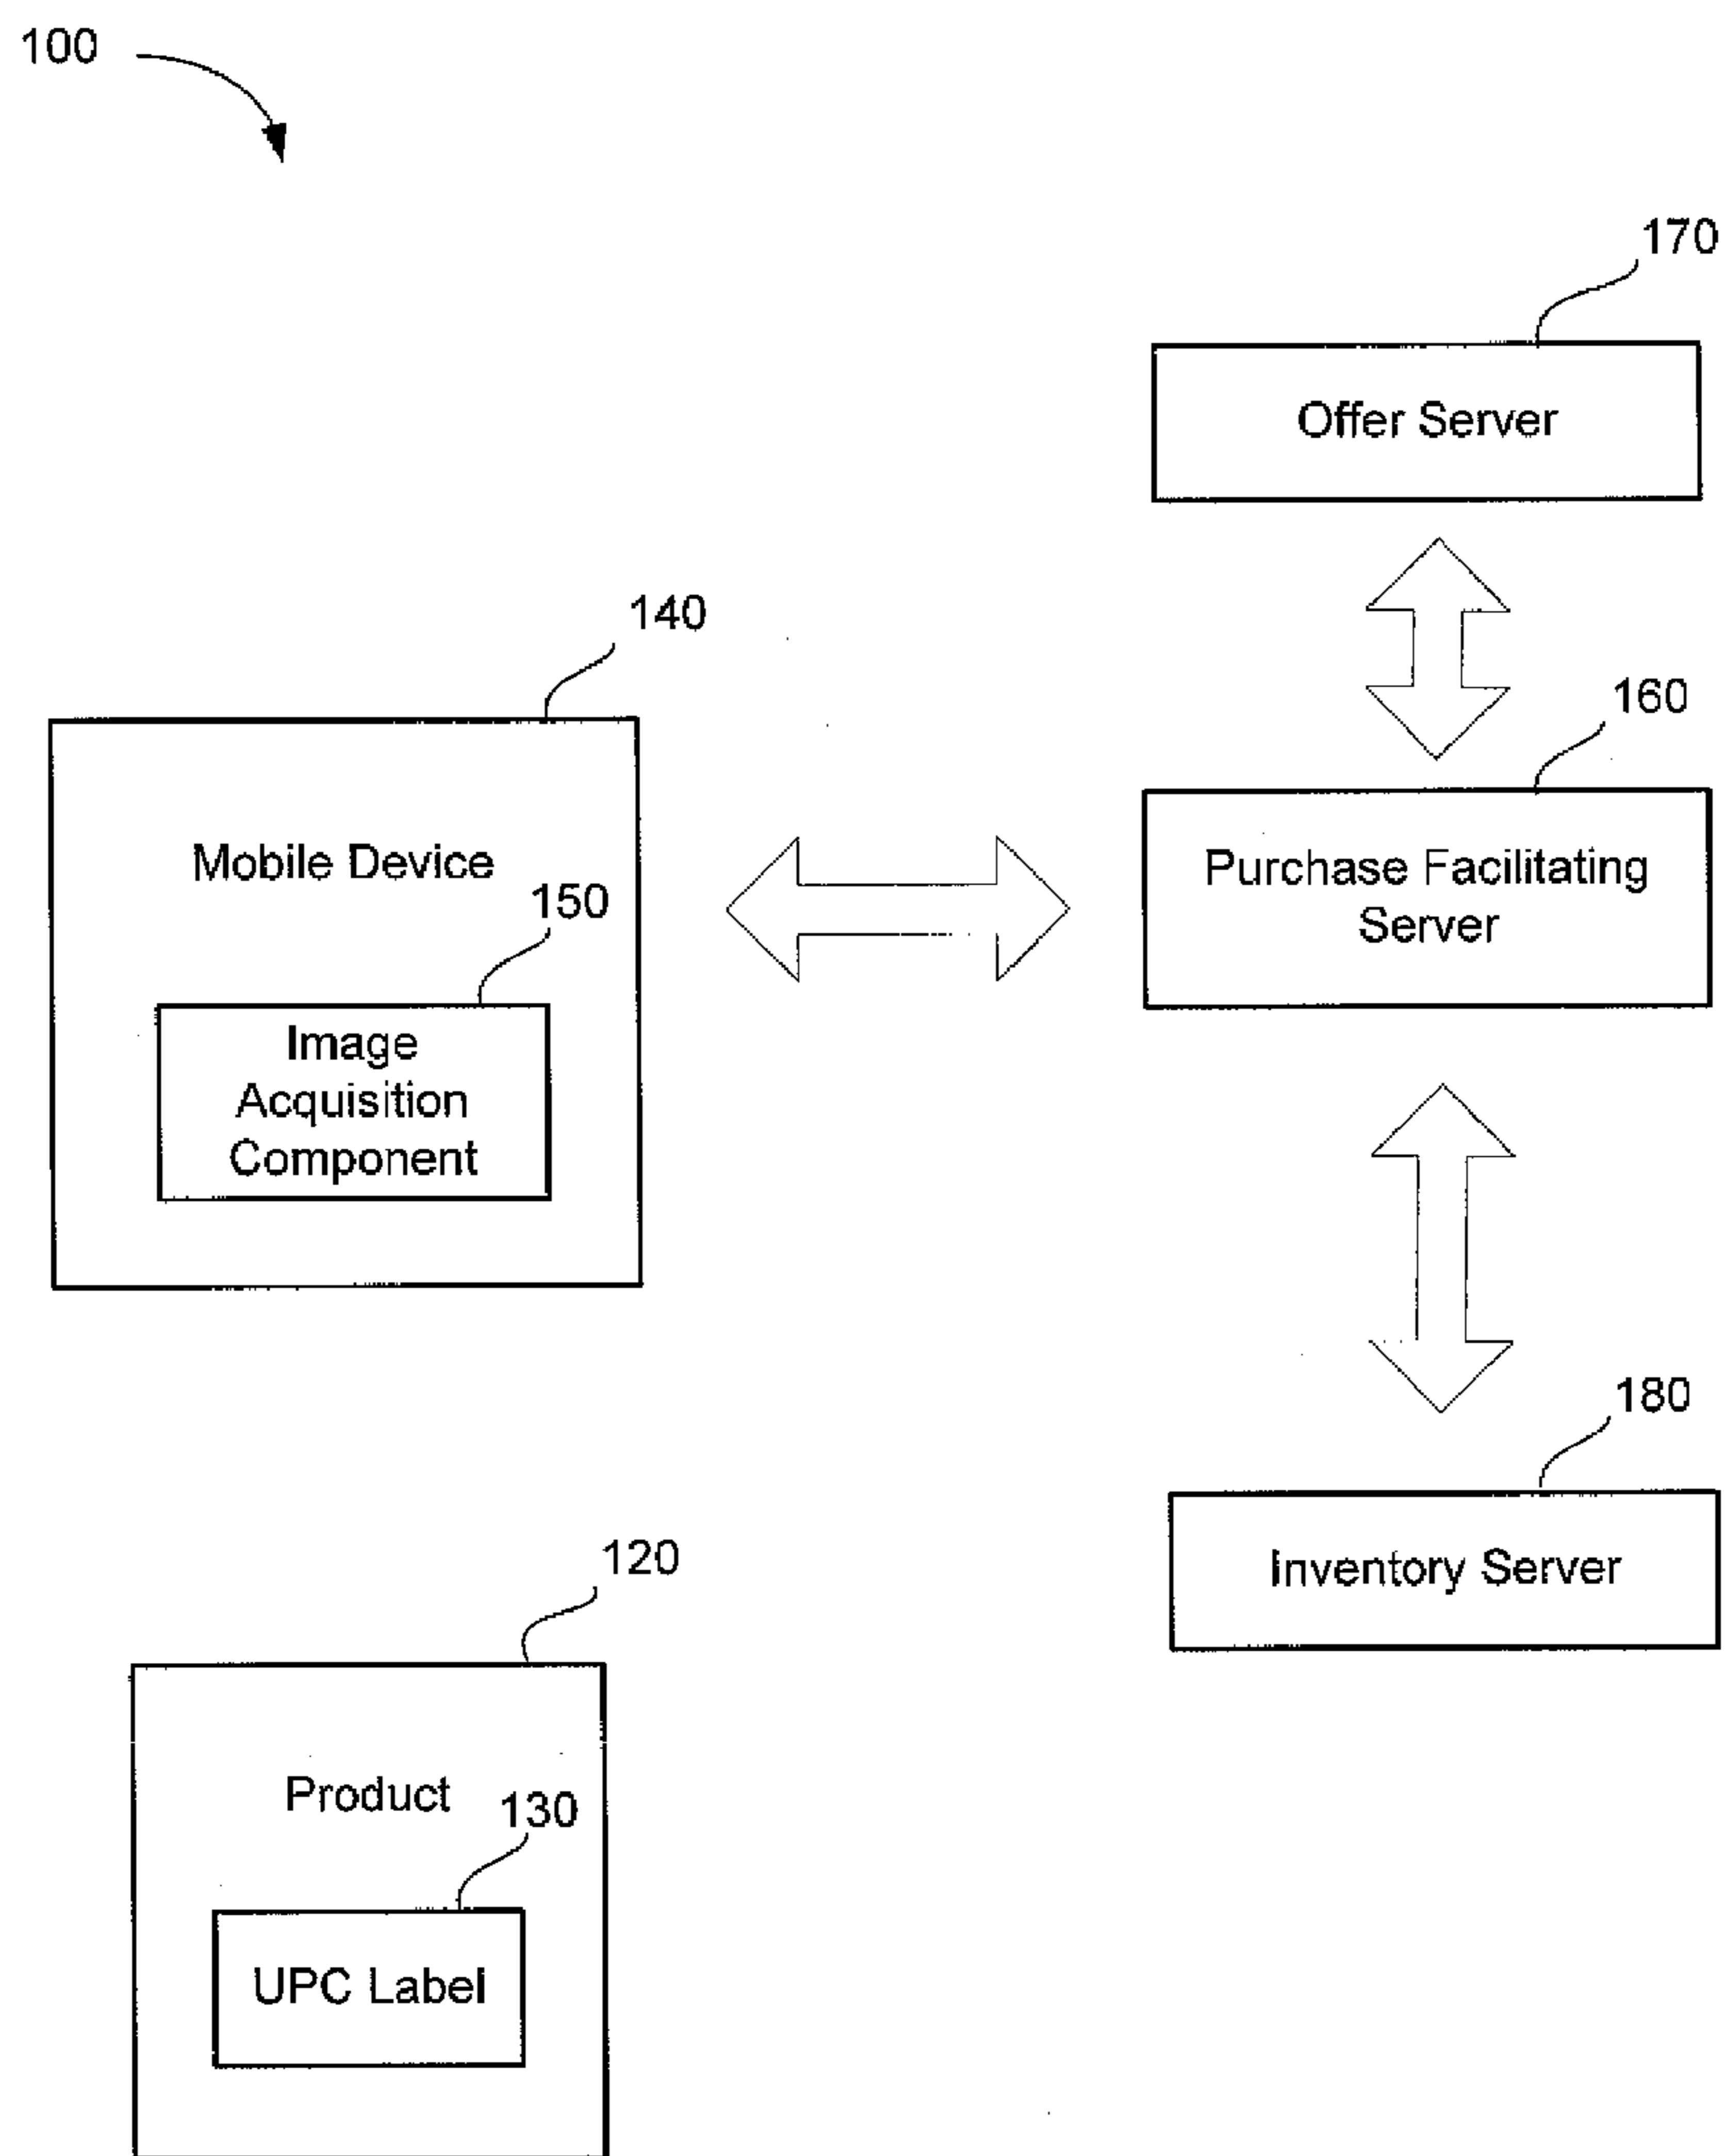 100
170
Offer Server
140
160
Mobile Device
Purchase Facilitating
Server
150
Image
Acquisition
Component
180
Inventory Server
120
Product
130
UPC Label